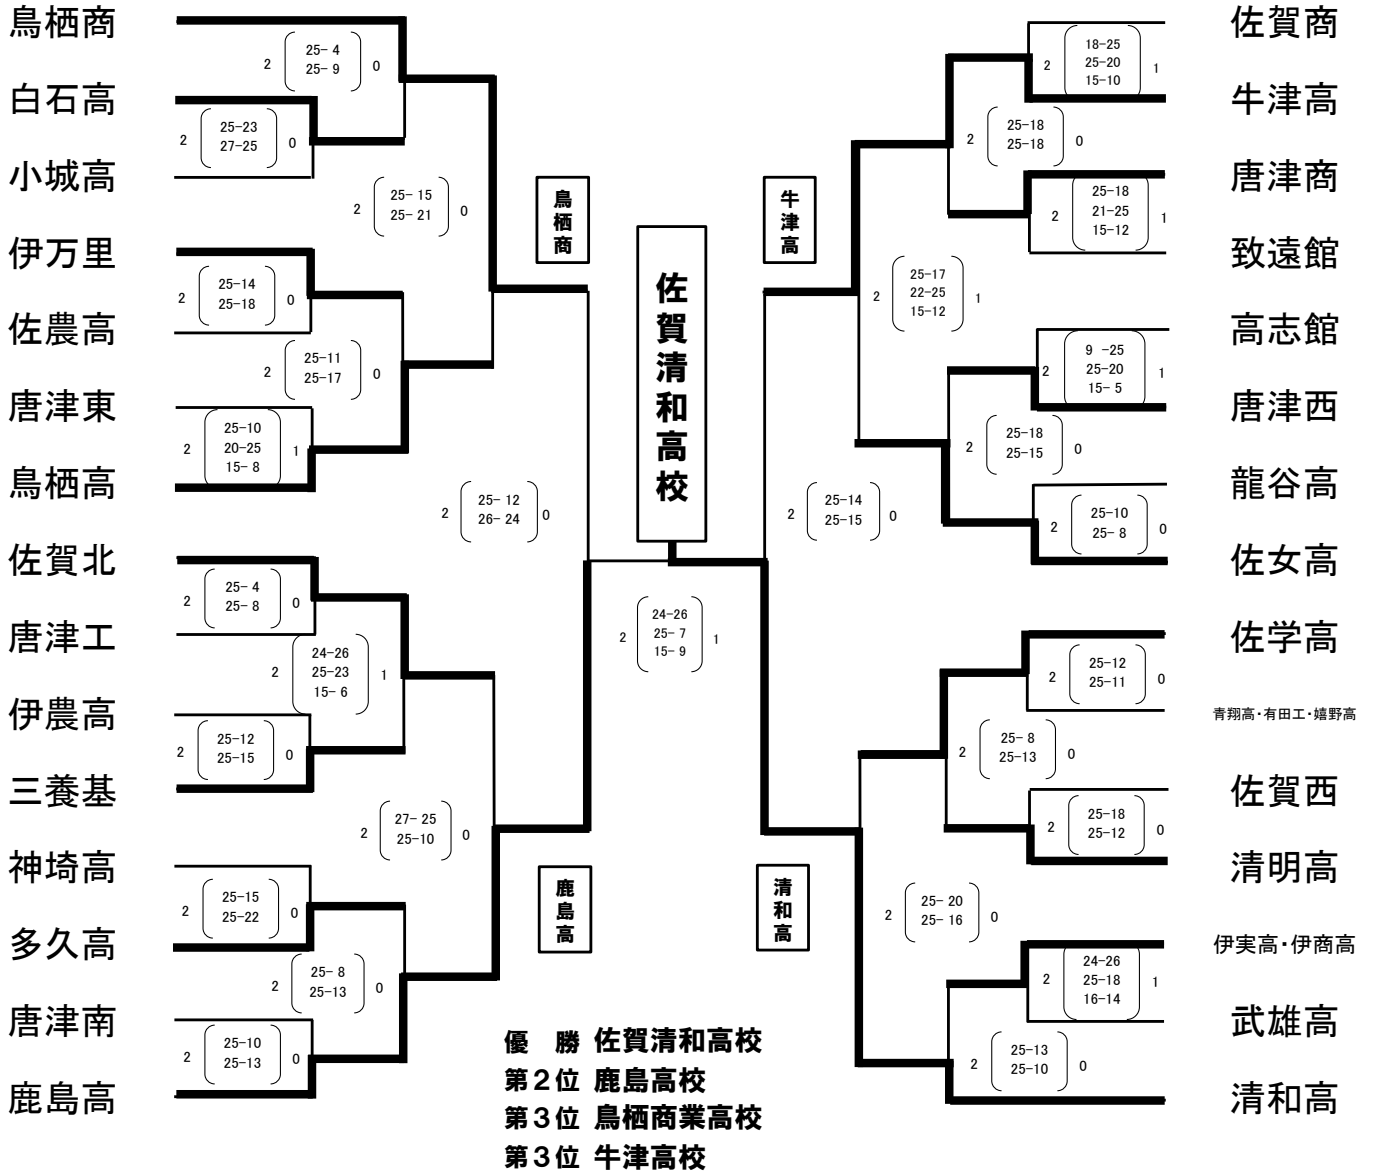 鳥栖商
白石高
小城高
伊万里
佐農高
唐津東
鳥栖高
佐賀北
唐津工
伊農高
三養基
神埼高
多久高
唐津南
鹿島高
2 25- 4 0
25- 9
2 25-23 0
27-25
2 25- 15 0
25- 21
2 25-14 0
25-18
2 25-11 0
25-17
2 25-10 1
20-25
15- 8
2 25- 12 0
26- 24
2 25- 4 0
25- 8
2 24-26 1
25-23
15- 6
2 25-12 0
25-15
2 27- 25 0
25-10
2 25-15 0
25-22
2 25- 8 0
25-13
2 25-10 0
25-13
鳥栖商
鹿島高
佐賀清和高校
2 24-26 1
25- 7
15- 9
牛津高
清和高
2 18-25 1
25-20
15-10
2 25-18 0
25-18
2 25-18 1
21-25
15-12
2 25-17 1
22-25
15-12
2 9 -25 1
25-20
15- 5
2 25-18 0
25-15
2 25-10 0
25- 8
2 25-14 0
25-15
2 25-12 0
25-11
2 25- 8 0
25-13
2 25-18 0
25-12
2 25- 20 0
25- 16
2 24-26 1
25-18
16-14
2 25-13 0
25-10
佐賀商
牛津高
唐津商
致遠館
高志館
唐津西
龍谷高
佐女高
佐学高
青翔高・有田工・嬉野高
佐賀西
清明高
伊実高・伊商高
武雄高
清和高
優　勝 佐賀清和高校
第2位 鹿島高校
第3位 鳥栖商業高校
第3位 牛津高校